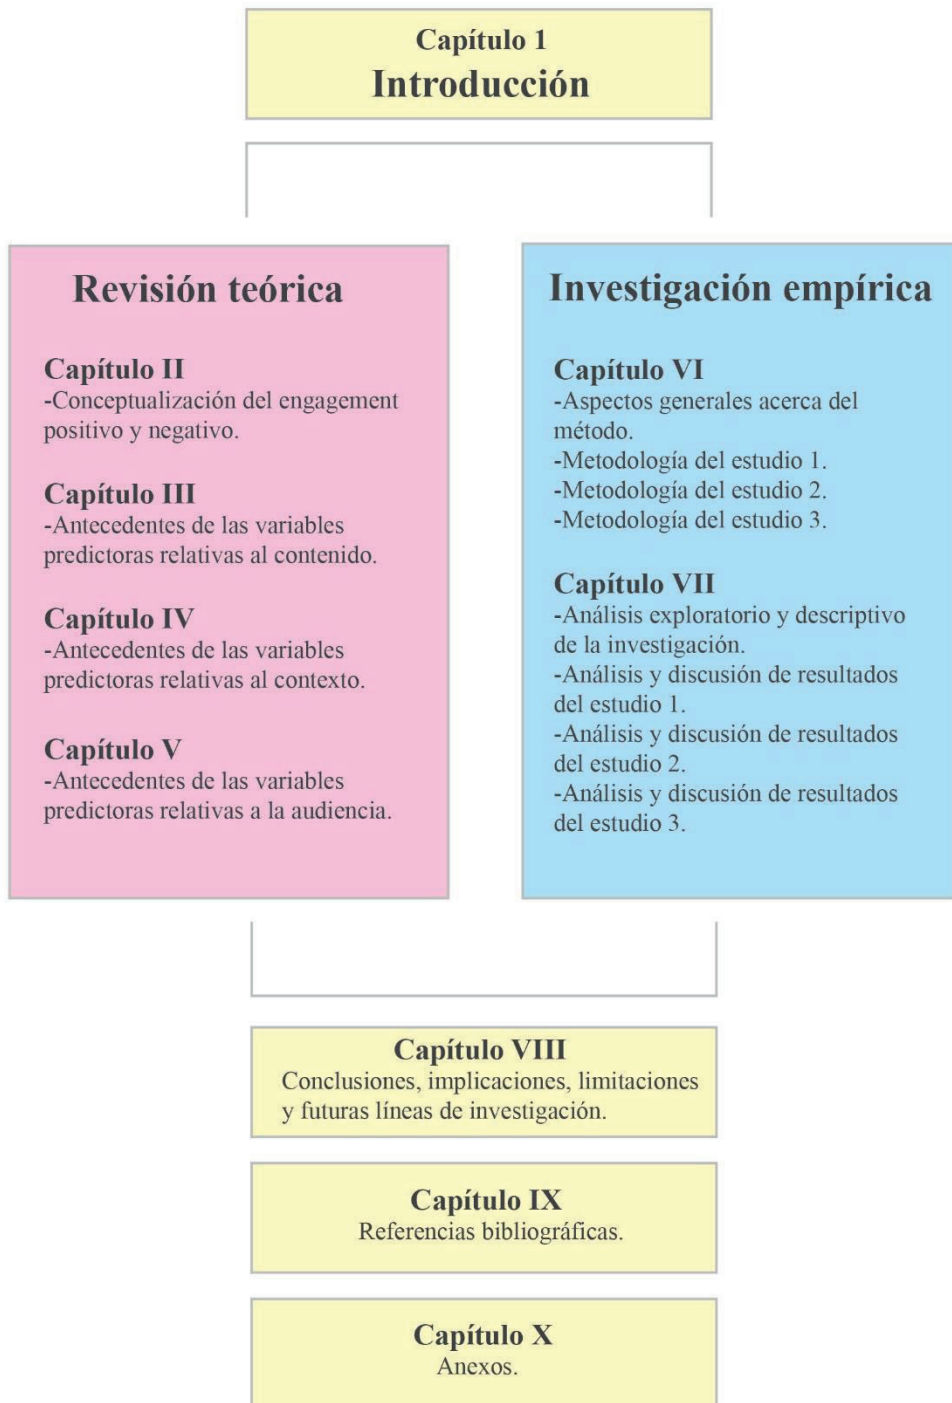 Capítulo 1
Introducción
Revisión teórica
Capítulo II
-Conceptualización del engagement
positivo y negativo.
Capítulo III
-Antecedentes de las variables
predictoras relativas al contenido.
Capítulo IV
-Antecedentes de las variables
predictoras relativas al contexto.
Capítulo V
-Antecedentes de las variables
predictoras relativas a la audiencia.
Investigación empírica
Capítulo VI
-Aspectos generales acerca del
método.
-Metodología del estudio 1.
-Metodología del estudio 2.
-Metodología del estudio 3.
Capítulo VII
-Análisis exploratorio y descriptivo
de la investigación.
-Análisis y discusión de resultados
del estudio 1.
-Análisis y discusión de resultados
del estudio 2.
-Análisis y discusión de resultados
del estudio 3.
Capítulo VIII
Conclusiones, implicaciones, limitaciones
y futuras líneas de investigación.
Capítulo IX
Referencias bibliográficas.
Capítulo X
Anexos.